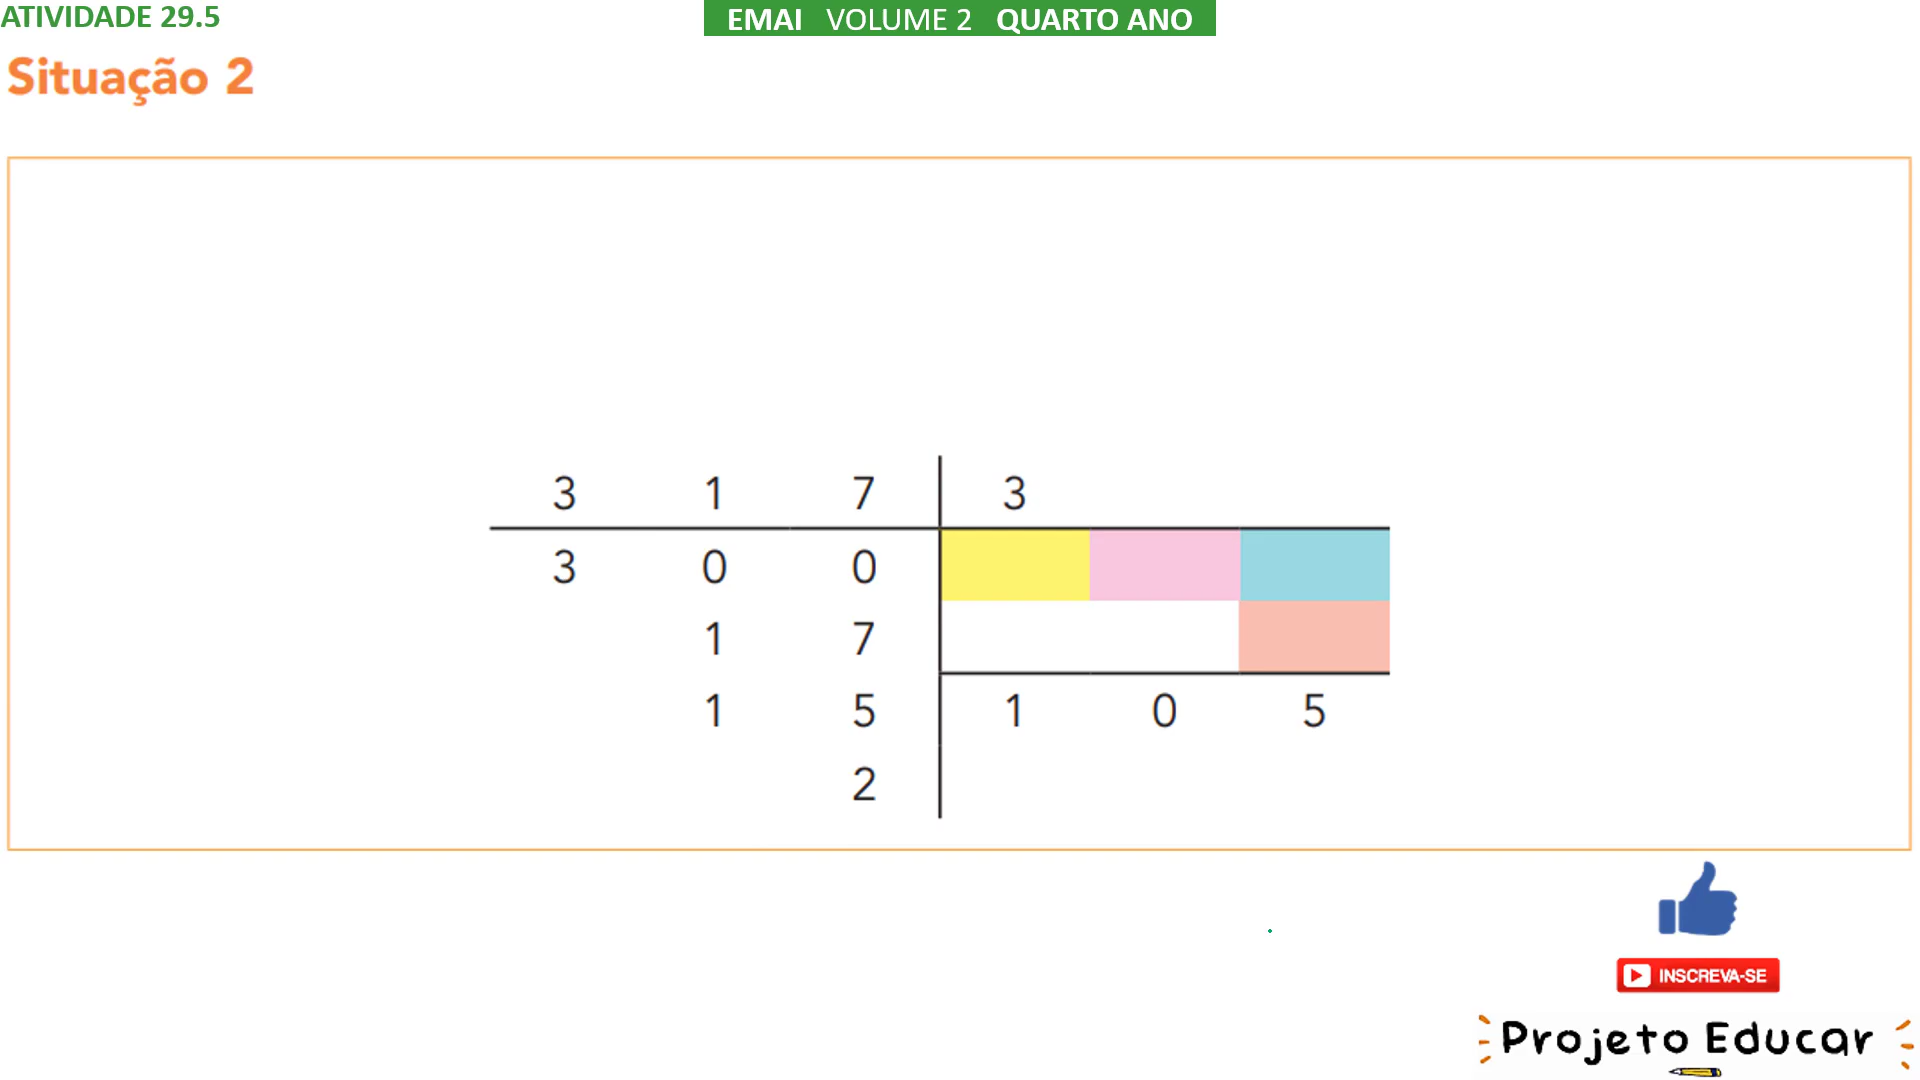 ATIVIDADE 29.5
EMAI VOLUME 2 QUARTO ANO
Situação 2
3 1 7 3
3 0 0
1 7
1 5 1 0 5
2
INSCREVA-SE
Projeto Educar